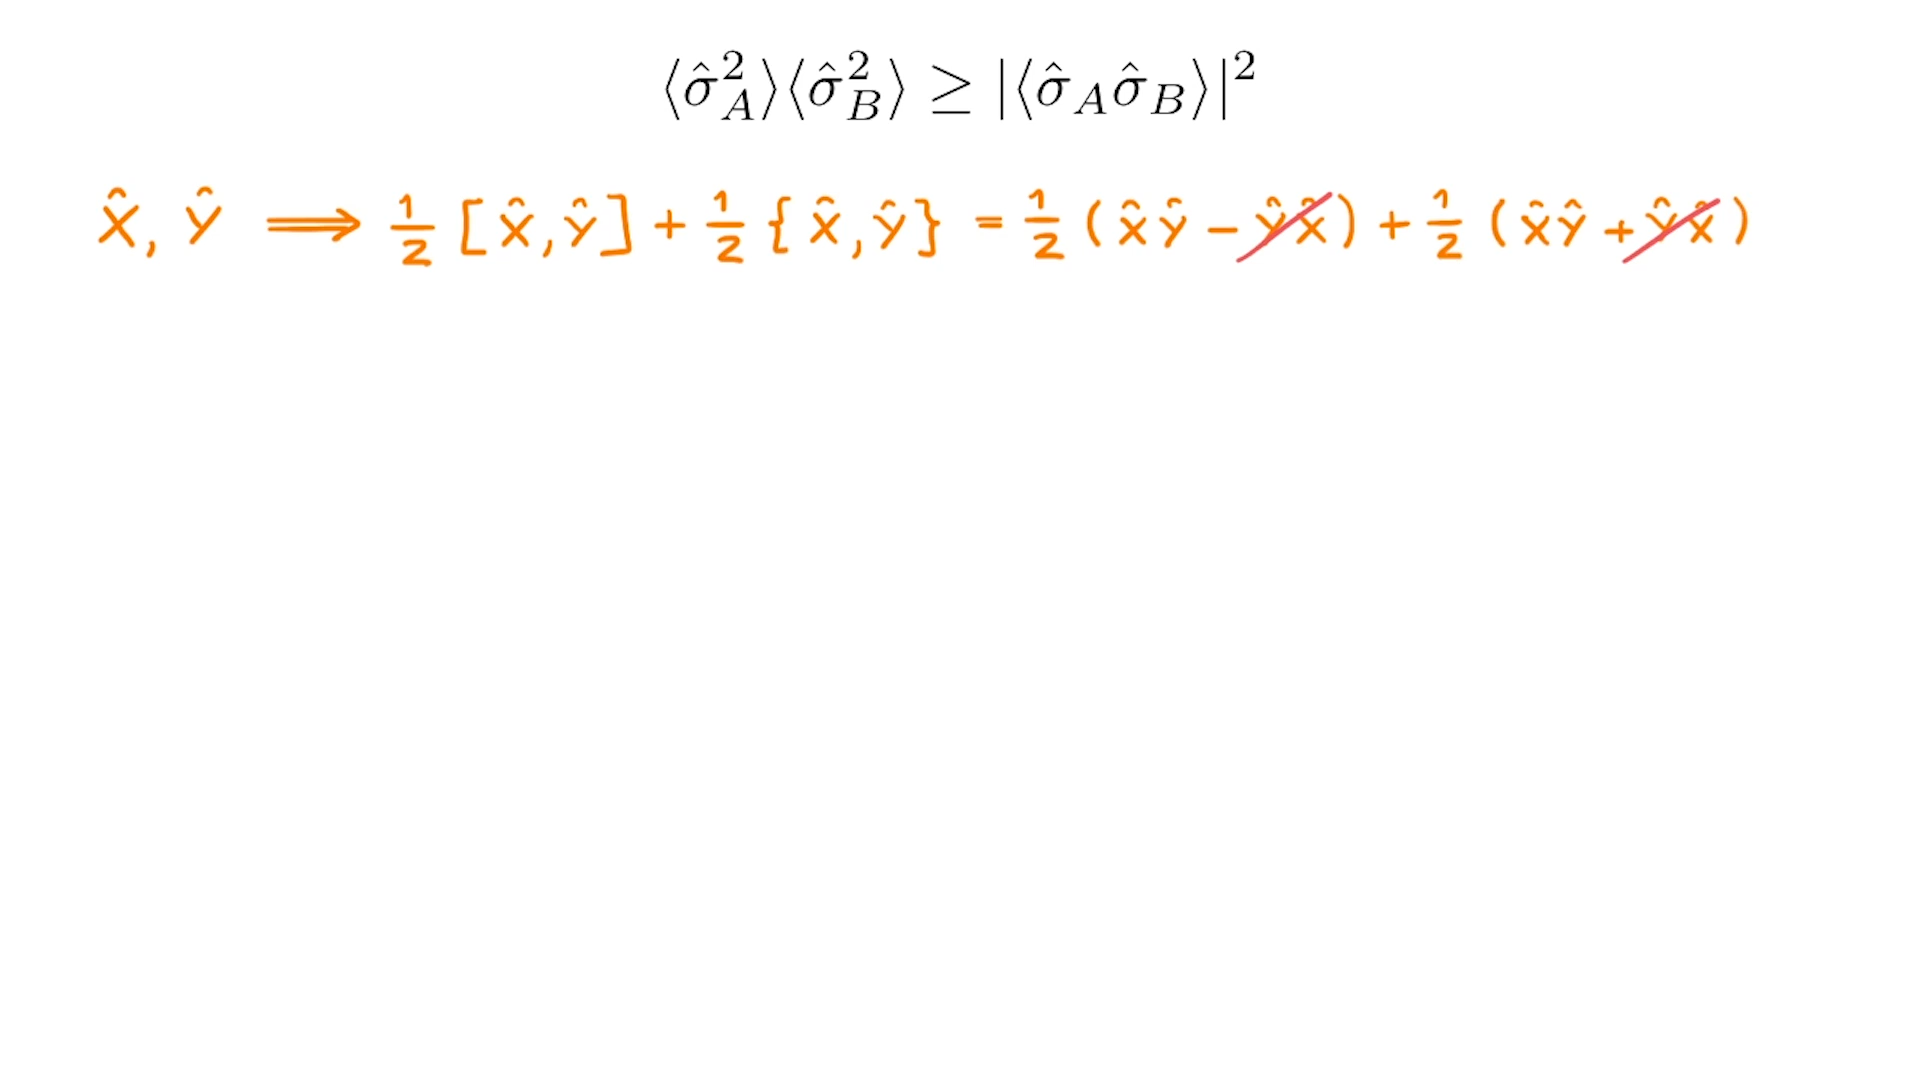 ⟨σ̂²_A⟩⟨σ̂²_B⟩ ≥ |⟨σ̂_A σ̂_B⟩|²
X̂, Ŷ ⟹ 1/2 [X̂, Ŷ] + 1/2 {X̂, Ŷ} = 1/2 (X̂Ŷ − ŶX̂) + 1/2 (X̂Ŷ + ŶX̂)